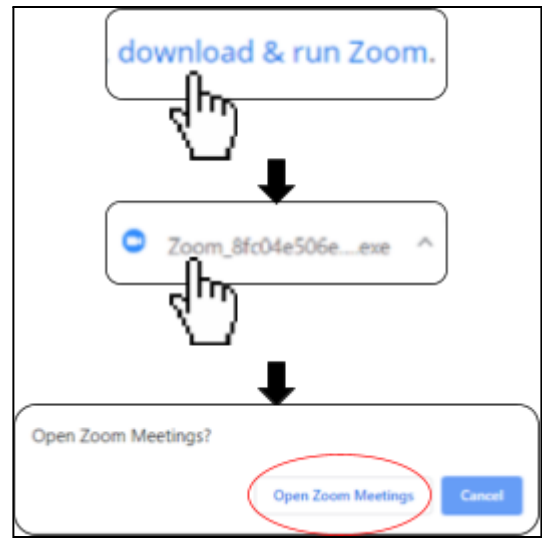 download & run Zoom.
Zoom_8fc04e506e....exe
Open Zoom Meetings?
Open Zoom Meetings Cancel